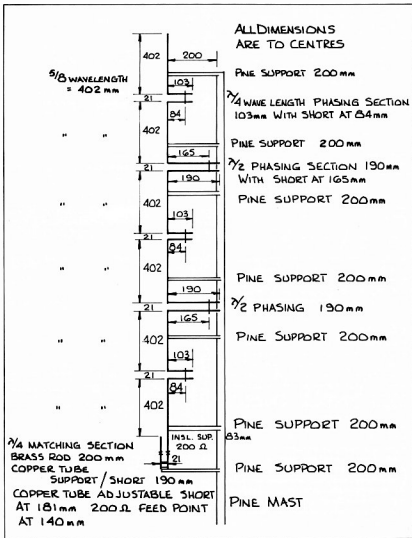 ALL DIMENSIONS
ARE TO CENTRES
402
200
5/8 WAVELENGTH
= 402 mm
PINE SUPPORT 200mm
103
21
λ/4 WAVE LENGTH PHASING SECTION
103mm WITH SHORT AT 84mm
84
" "
402
PINE SUPPORT 200mm
165
21
λ/2 PHASING SECTION 190mm
WITH SHORT AT 165mm
190
PINE SUPPORT 200mm
" "
402
103
21
84
" "
402
PINE SUPPORT 200mm
190
21
λ/2 PHASING 190mm
165
PINE SUPPORT 200mm
" "
402
103
21
84
" "
402
PINE SUPPORT 200mm
83mm
INSL. SUP.
200 Ω
21
λ/4 MATCHING SECTION
BRASS ROD 200mm
COPPER TUBE
SUPPORT/SHORT 190mm
PINE SUPPORT 200mm
COPPER TUBE ADJUSTABLE SHORT
AT 181mm 200Ω FEED POINT
AT 140mm
PINE MAST